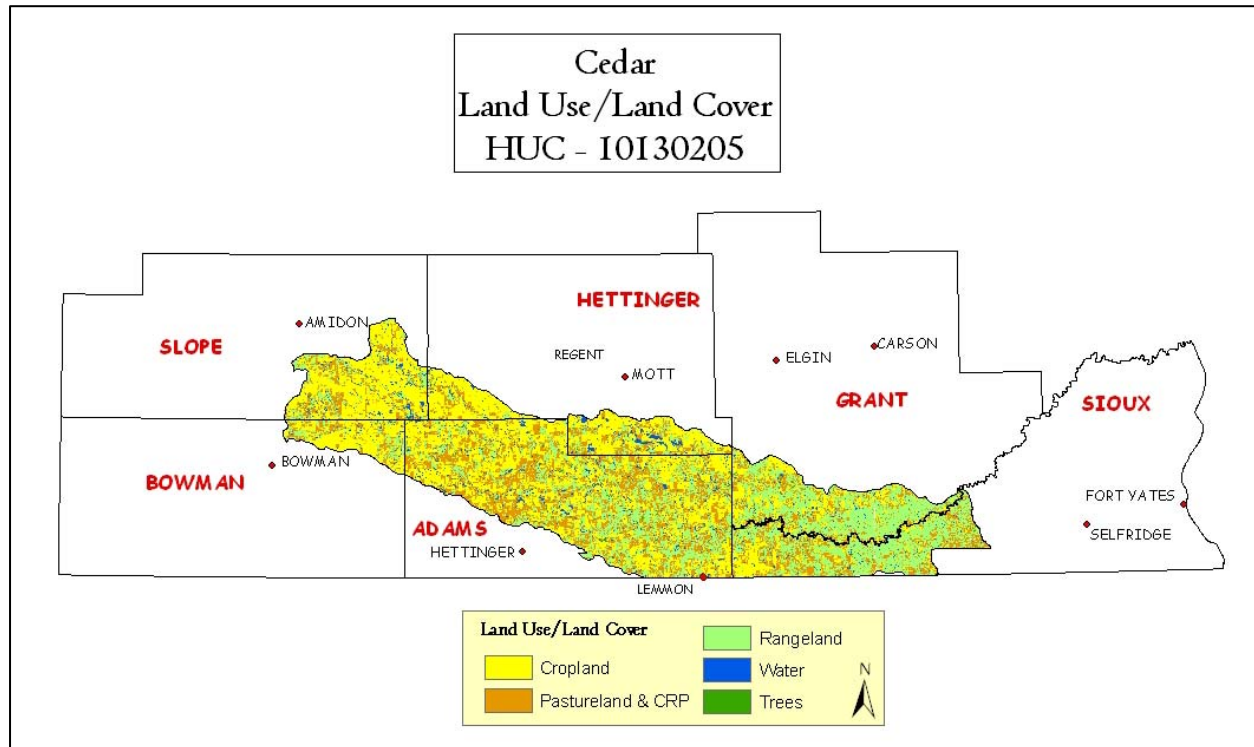 Cedar
Land Use/Land Cover
HUC - 10130205
HETTINGER
AMIDON
SLOPE
REGENT
MOTT
ELGIN
CARSON
GRANT
SIOUX
BOWMAN
BOWMAN
ADAMS
HETTINGER
FORT YATES
SELFRIDGE
LEMMON
Land Use/Land Cover
Cropland
Pastureland & CRP
Rangeland
Water
Trees
N